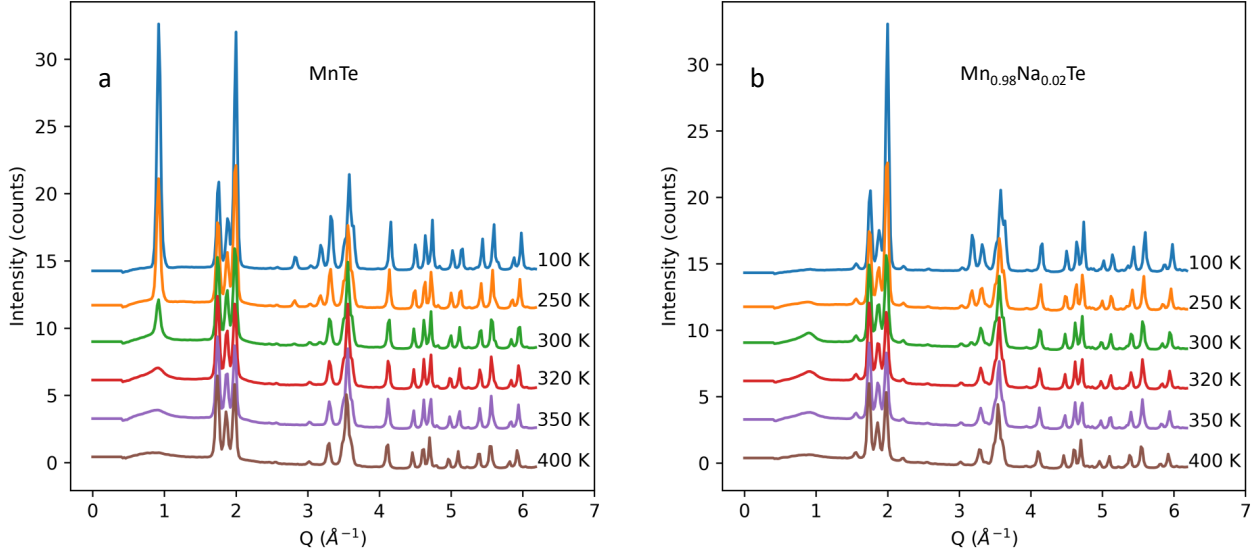 a
MnTe
Intensity (counts)
30
25
20
15
10
5
0
100 K
250 K
300 K
320 K
350 K
400 K
0 1 2 3 4 5 6 7
Q (Å⁻¹)
b
Mn₀.₉₈Na₀.₀₂Te
Intensity (counts)
30
25
20
15
10
5
0
100 K
250 K
300 K
320 K
350 K
400 K
0 1 2 3 4 5 6 7
Q (Å⁻¹)